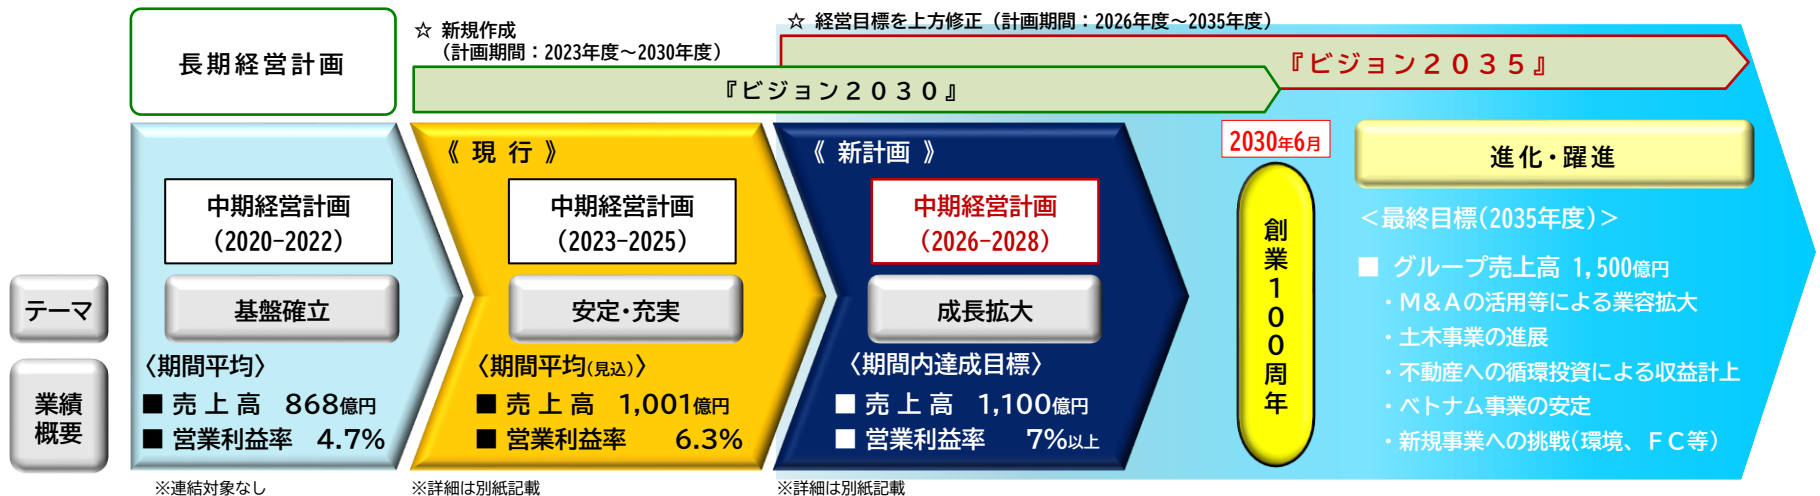 長期経営計画
☆ 新規作成
（計画期間：2023年度～2030年度）
☆ 経営目標を上方修正（計画期間：2026年度～2035年度）
『ビジョン２０３５』
『ビジョン２０３０』
《 現 行 》
《 新計画 》
2030年6月
進化・躍進
中期経営計画
（2020-2022）
中期経営計画
（2023-2025）
中期経営計画
（2026-2028）
創業１００周年
＜最終目標(2035年度)＞
■ グループ売上高 1,500億円
・Ｍ＆Ａの活用等による業容拡大
・土木事業の進展
・不動産への循環投資による収益計上
・ベトナム事業の安定
・新規事業への挑戦(環境、ＦＣ等)
テーマ
基盤確立
安定・充実
成長拡大
業績
概要
〈期間平均〉
■ 売 上 高 868億円
■ 営業利益率 4.7%
〈期間平均(見込)〉
■ 売 上 高 1,001億円
■ 営業利益率 6.3%
〈期間内達成目標〉
■ 売 上 高 1,100億円
■ 営業利益率 7%以上
※連結対象なし
※詳細は別紙記載
※詳細は別紙記載